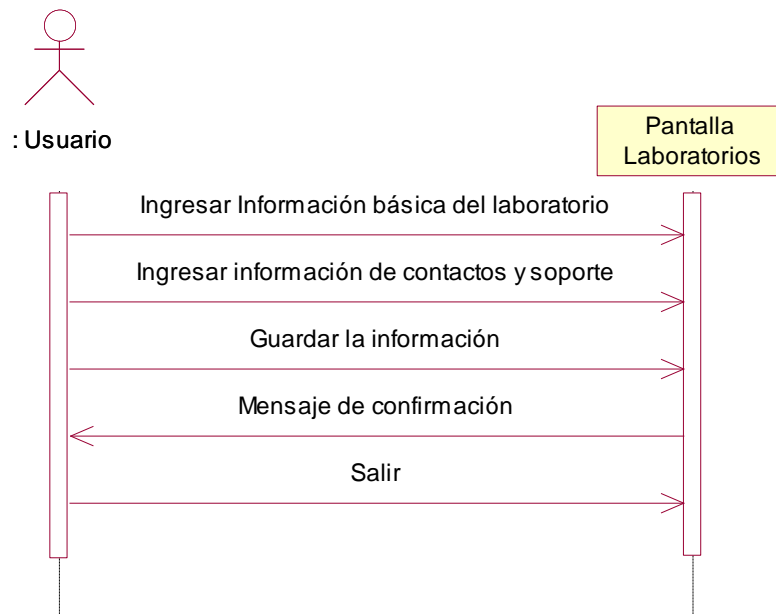 : Usuario
Pantalla
Laboratorios
Ingresar Información básica del laboratorio
Ingresar información de contactos y soporte
Guardar la información
Mensaje de confirmación
Salir